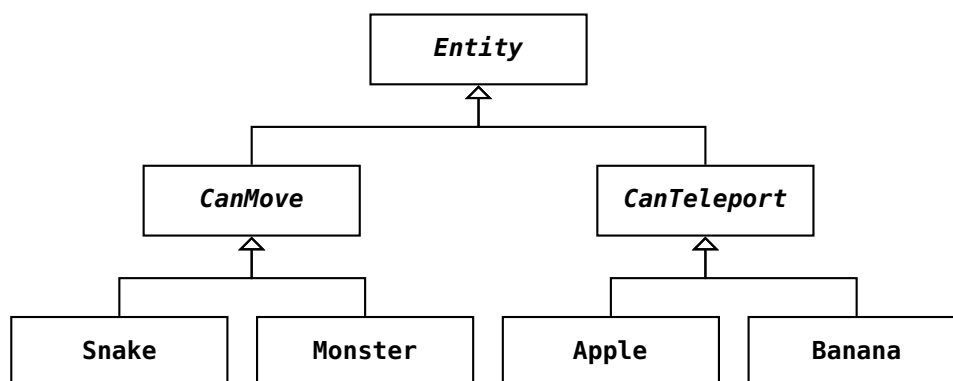 Entity
CanMove
CanTeleport
Snake
Monster
Apple
Banana